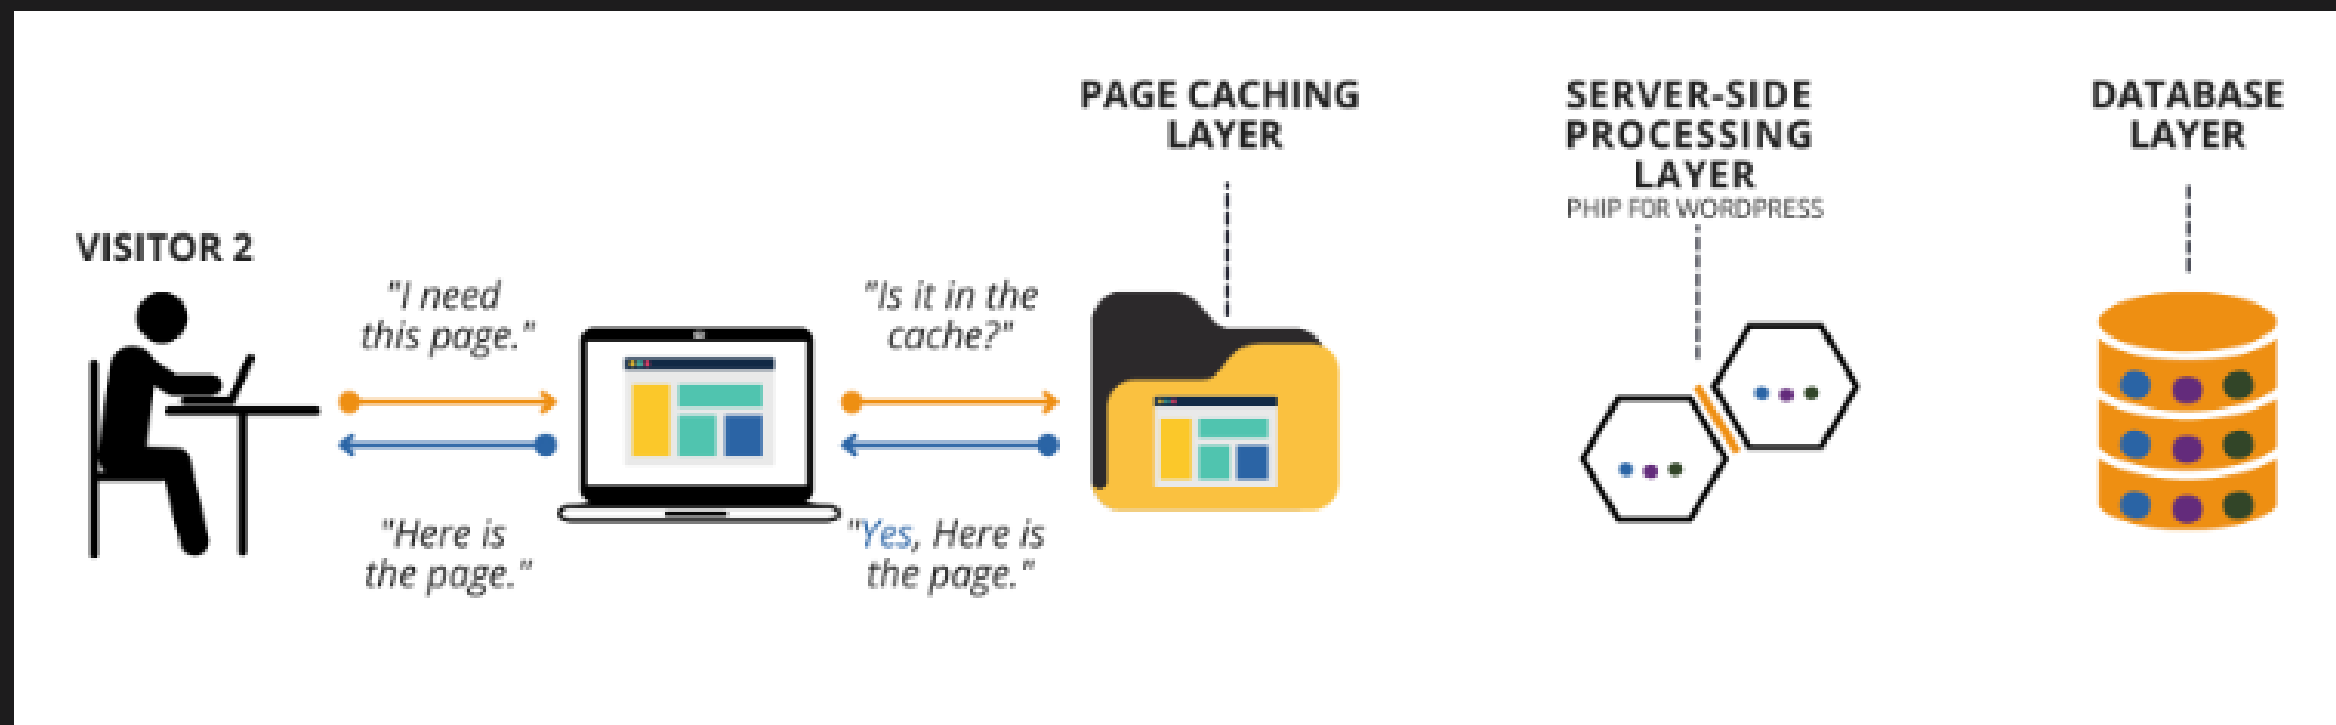 PAGE CACHING
LAYER
SERVER-SIDE
PROCESSING
LAYER
PHIP FOR WORDPRESS
DATABASE
LAYER
VISITOR 2
"I need
this page."
"Is it in the
cache?"
"Here is
the page."
"Yes, Here is
the page."